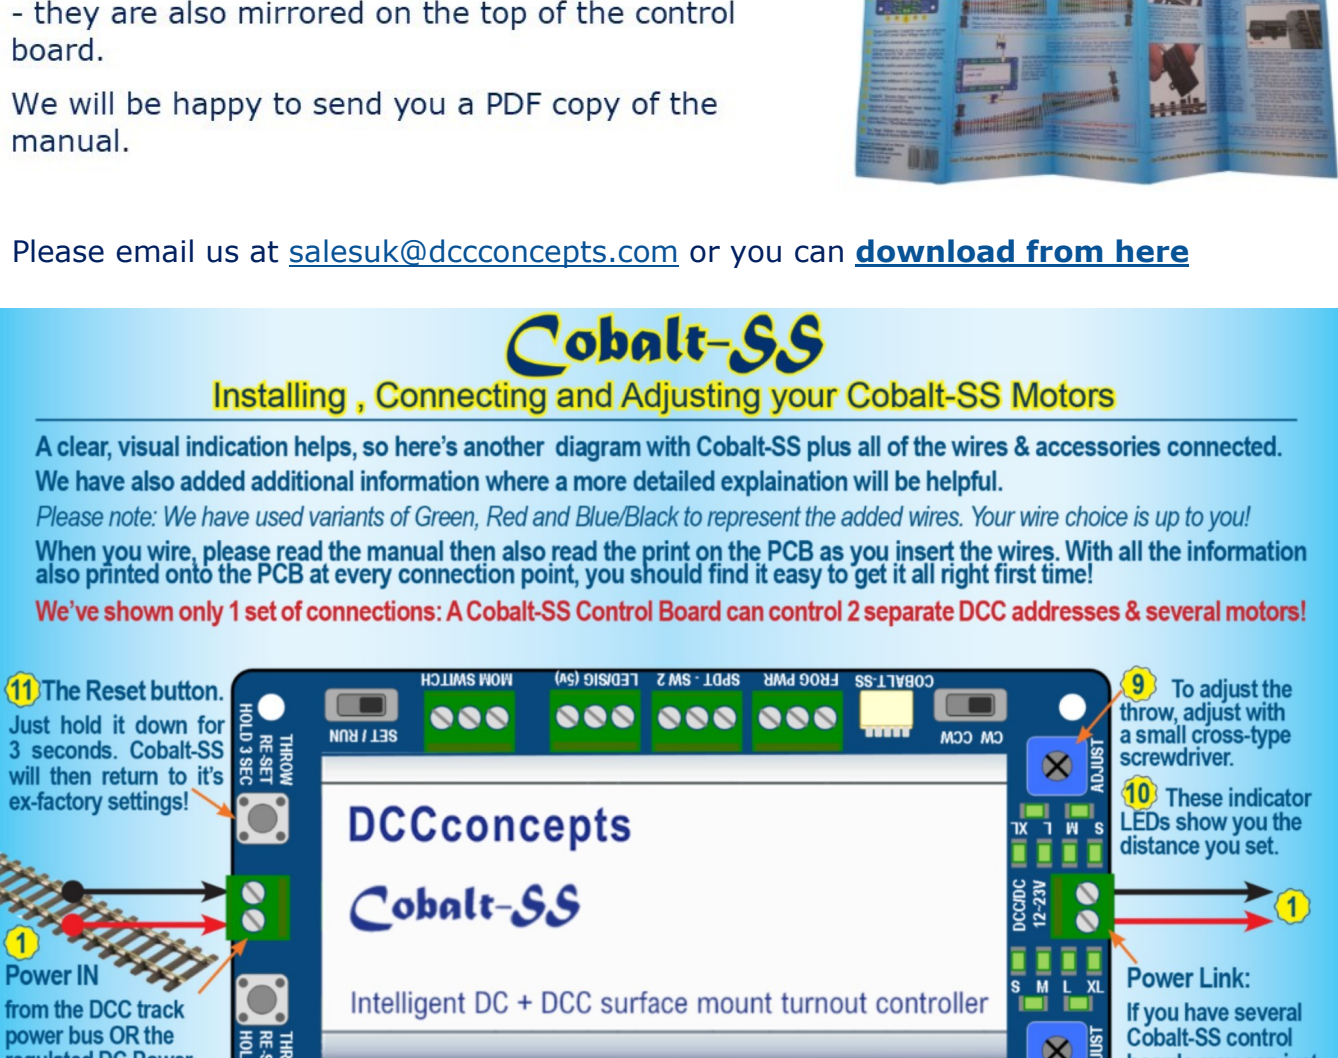 - they are also mirrored on the top of the control
board.
We will be happy to send you a PDF copy of the
manual.
Please email us at salesuk@dccconcepts.com or you can download from here
Cobalt-SS
Installing , Connecting and Adjusting your Cobalt-SS Motors
A clear, visual indication helps, so here's another diagram with Cobalt-SS plus all of the wires & accessories connected.
We have also added additional information where a more detailed explaination will be helpful.
Please note: We have used variants of Green, Red and Blue/Black to represent the added wires. Your wire choice is up to you!
When you wire, please read the manual then also read the print on the PCB as you insert the wires. With all the information
also printed onto the PCB at every connection point, you should find it easy to get it all right first time!
We've shown only 1 set of connections: A Cobalt-SS Control Board can control 2 separate DCC addresses & several motors!
11 The Reset button.
Just hold it down for
3 seconds. Cobalt-SS
will then return to it's
ex-factory settings!
THROW
RE-SET
HOLD 3 SEC
SET / RUN
MOM SWITCH
LED/SIG (5v)
SPDT - SW 2
FROG PWR
COBALT-SS
CW CCW
ADJUST
9 To adjust the
throw, adjust with
a small cross-type
screwdriver.
10 These indicator
LEDs show you the
distance you set.
S M L XL
DCCconcepts
Cobalt-SS
Intelligent DC + DCC surface mount turnout controller
DCC/DC
12~23V
1
1
Power IN
from the DCC track
power bus OR the
S M L XL
Power Link:
If you have several
Cobalt-SS control